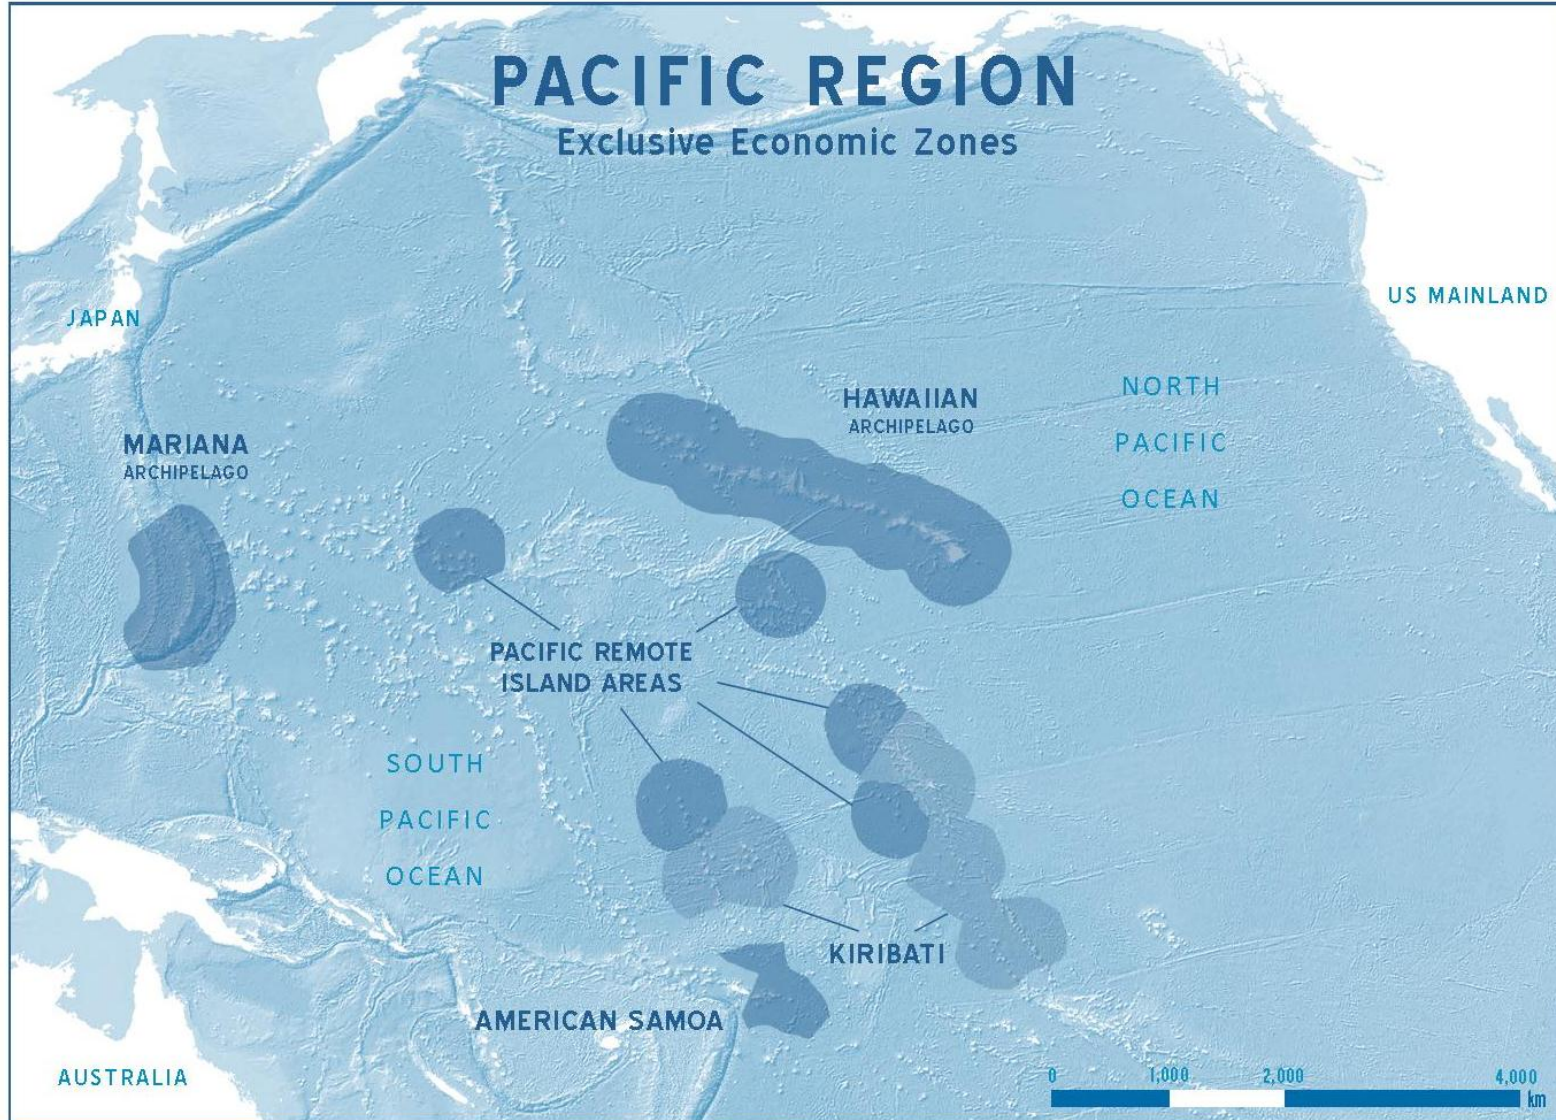 PACIFIC REGION
Exclusive Economic Zones
JAPAN
US MAINLAND
HAWAIIAN
ARCHIPELAGO
NORTH
PACIFIC
OCEAN
MARIANA
ARCHIPELAGO
PACIFIC REMOTE
ISLAND AREAS
SOUTH
PACIFIC
OCEAN
KIRIBATI
AMERICAN SAMOA
AUSTRALIA
0 1,000 2,000 4,000
km